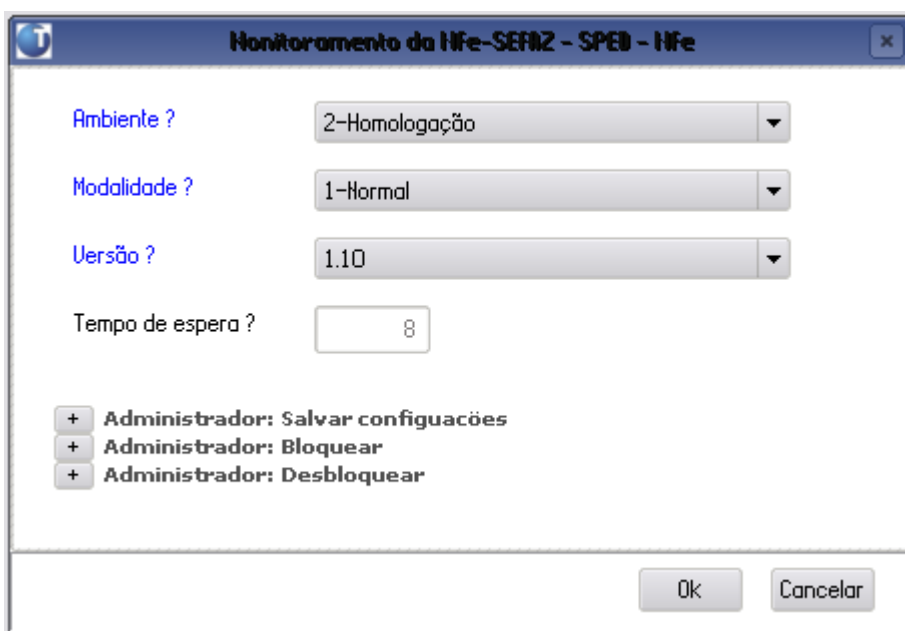 Monitoramento da Nfe-SEFAZ - SPED - Nfe
Ambiente ? 2-Homologação
Modalidade ? 1-Normal
Versão ? 1.10
Tempo de espera ? 8
+ Administrador: Salvar configuacões
+ Administrador: Bloquear
+ Administrador: Desbloquear
Ok Cancelar